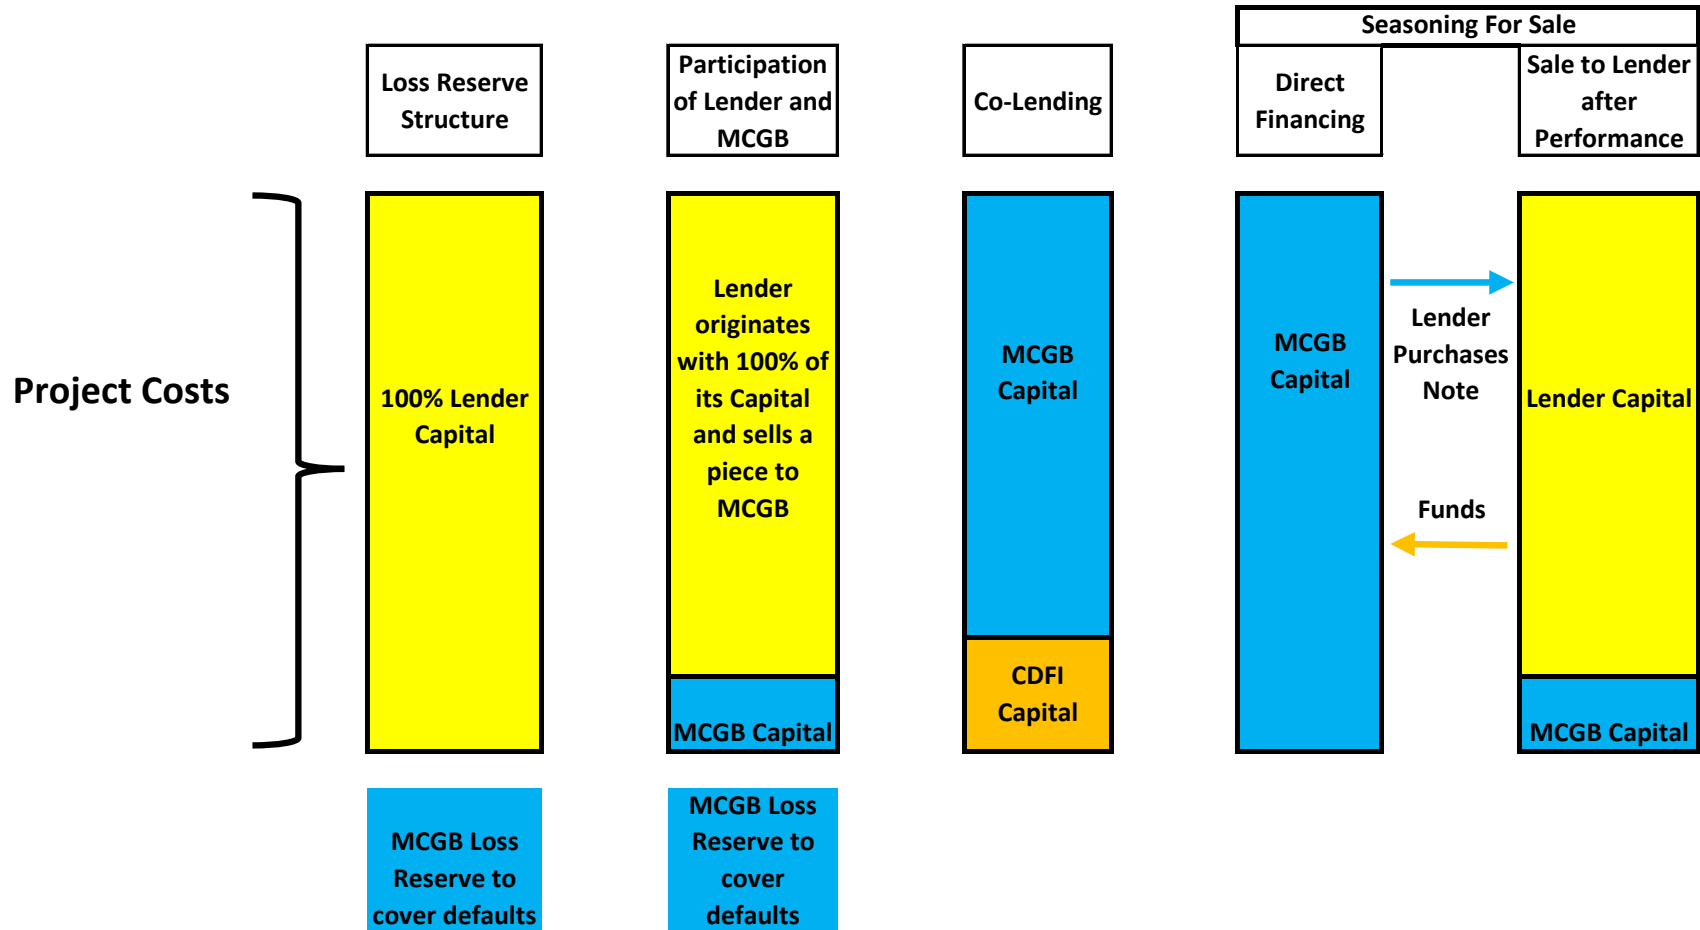 Seasoning For Sale
Loss Reserve
Structure
Participation
of Lender and
MCGB
Co-Lending
Direct
Financing
Sale to Lender
after
Performance
Project Costs
100% Lender
Capital
Lender
originates
with 100% of
its Capital
and sells a
piece to
MCGB
MCGB Capital
MCGB
Capital
CDFI
Capital
MCGB
Capital
Lender
Purchases
Note
Funds
Lender Capital
MCGB Capital
MCGB Loss
Reserve to
cover defaults
MCGB Loss
Reserve to
cover
defaults